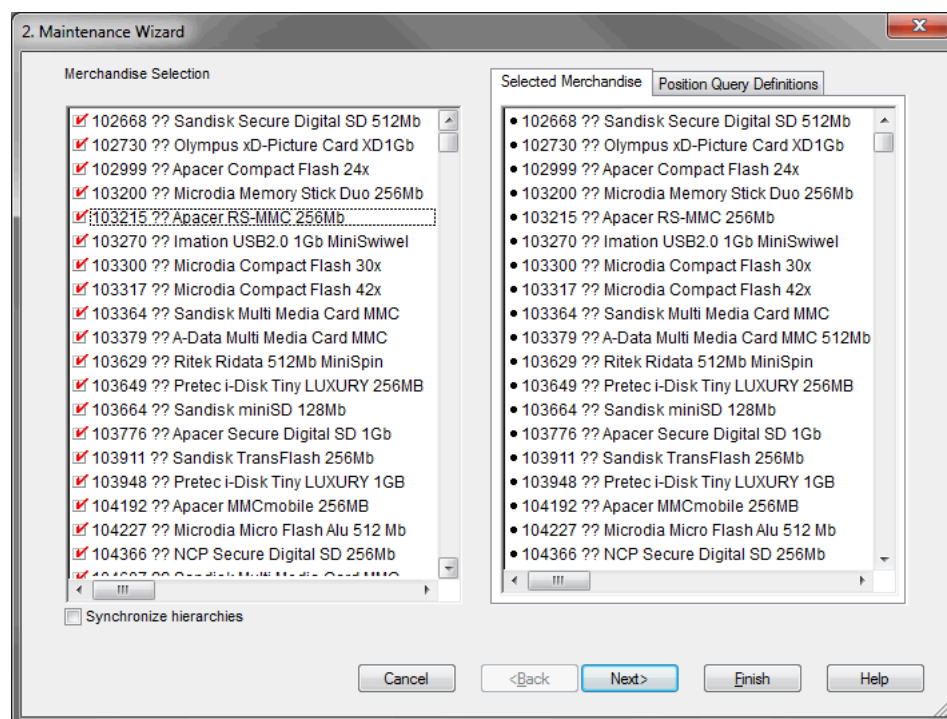 2. Maintenance Wizard
Merchandise Selection
102668 ?? Sandisk Secure Digital SD 512Mb
102730 ?? Olympus xD-Picture Card XD1Gb
102999 ?? Apacer Compact Flash 24x
103200 ?? Microdia Memory Stick Duo 256Mb
103215 ?? Apacer RS-MMC 256Mb
103270 ?? Imation USB2.0 1Gb MiniSwiwel
103300 ?? Microdia Compact Flash 30x
103317 ?? Microdia Compact Flash 42x
103364 ?? Sandisk Multi Media Card MMC
103379 ?? A-Data Multi Media Card MMC
103629 ?? Ritek Ridata 512Mb MiniSpin
103649 ?? Pretec i-Disk Tiny LUXURY 256MB
103664 ?? Sandisk miniSD 128Mb
103776 ?? Apacer Secure Digital SD 1Gb
103911 ?? Sandisk TransFlash 256Mb
103948 ?? Pretec i-Disk Tiny LUXURY 1GB
104192 ?? Apacer MMCmobile 256MB
104227 ?? Microdia Micro Flash Alu 512 Mb
104366 ?? NCP Secure Digital SD 256Mb
Synchronize hierarchies
Selected Merchandise
Position Query Definitions
• 102668 ?? Sandisk Secure Digital SD 512Mb
• 102730 ?? Olympus xD-Picture Card XD1Gb
• 102999 ?? Apacer Compact Flash 24x
• 103200 ?? Microdia Memory Stick Duo 256Mb
• 103215 ?? Apacer RS-MMC 256Mb
• 103270 ?? Imation USB2.0 1Gb MiniSwiwel
• 103300 ?? Microdia Compact Flash 30x
• 103317 ?? Microdia Compact Flash 42x
• 103364 ?? Sandisk Multi Media Card MMC
• 103379 ?? A-Data Multi Media Card MMC 512Mb
• 103629 ?? Ritek Ridata 512Mb MiniSpin
• 103649 ?? Pretec i-Disk Tiny LUXURY 256MB
• 103664 ?? Sandisk miniSD 128Mb
• 103776 ?? Apacer Secure Digital SD 1Gb
• 103911 ?? Sandisk TransFlash 256Mb
• 103948 ?? Pretec i-Disk Tiny LUXURY 1GB
• 104192 ?? Apacer MMCmobile 256MB
• 104227 ?? Microdia Micro Flash Alu 512 Mb
• 104366 ?? NCP Secure Digital SD 256Mb
Cancel
<Back
Next>
Finish
Help